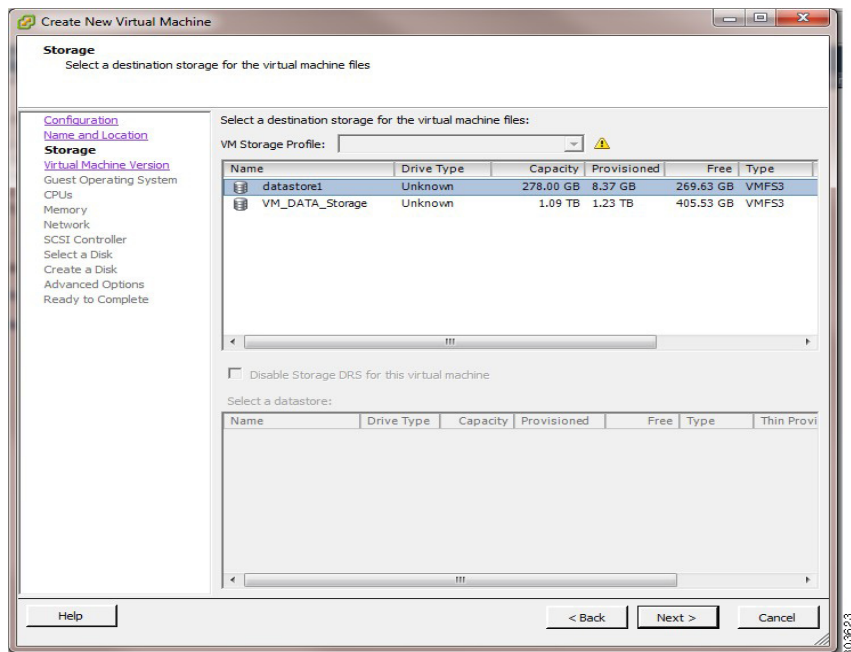 Create New Virtual Machine
Storage
Select a destination storage for the virtual machine files
Configuration
Name and Location
Storage
Virtual Machine Version
Guest Operating System
CPUs
Memory
Network
SCSI Controller
Select a Disk
Create a Disk
Advanced Options
Ready to Complete
Select a destination storage for the virtual machine files:
VM Storage Profile:
Name Drive Type Capacity Provisioned Free Type
datastore1 Unknown 278.00 GB 8.37 GB 269.63 GB VMFS3
VM_DATA_Storage Unknown 1.09 TB 1.23 TB 405.53 GB VMFS3
Disable Storage DRS for this virtual machine
Select a datastore:
Name Drive Type Capacity Provisioned Free Type Thin Provi
Help < Back Next > Cancel
303623